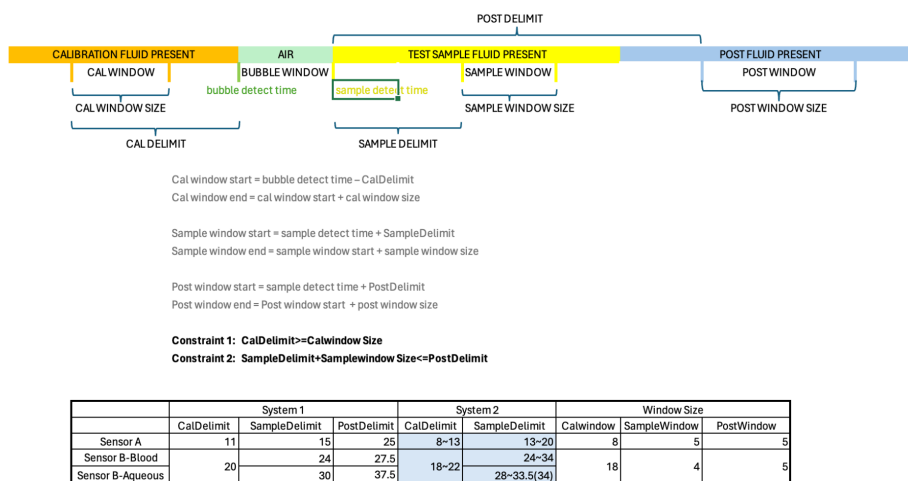 POST DELIMIT
CALIBRATION FLUID PRESENT AIR TEST SAMPLE FLUID PRESENT POST FLUID PRESENT
CAL WINDOW BUBBLE WINDOW SAMPLE WINDOW POST WINDOW
bubble detect time sample detect time
CAL WINDOW SIZE SAMPLE WINDOW SIZE POST WINDOW SIZE
CAL DELIMIT SAMPLE DELIMIT
Cal window start = bubble detect time – CalDelimit
Cal window end = cal window start + cal window size
Sample window start = sample detect time + SampleDelimit
Sample window end = sample window start + sample window size
Post window start = sample detect time + PostDelimit
Post window end = Post window start + post window size
Constraint 1: CalDelimit>=Calwindow Size
Constraint 2: SampleDelimit+Samplewindow Size<=PostDelimit
System 1 System 2 Window Size
CalDelimit SampleDelimit PostDelimit CalDelimit SampleDelimit Calwindow SampleWindow PostWindow
Sensor A 11 15 25 8~13 13~20 8 5 5
Sensor B-Blood 20 24 27.5 18~22 24~34 18 4 5
Sensor B-Aqueous 30 37.5 28~33.5(34)